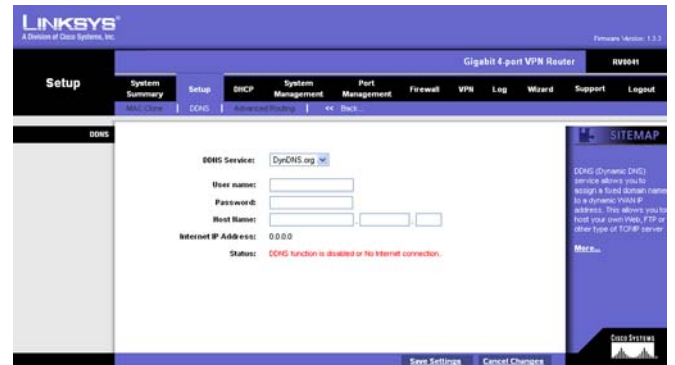 LINKSYS®
A Division of Cisco Systems, Inc.
Firmware Version: 1.3.3
Gigabit 4-port VPN Router
RV0041
Setup
System Summary
Setup
DHCP
System Management
Port Management
Firewall
VPN
Log
Wizard
Support
Logout
MAC Clone | DDNS | Advanced Routing | << Back...
DDNS
SITEMAP
DDNS Service: DynDNS.org
User name:
Password:
Host Name: . .
Internet IP Address: 0.0.0.0
Status: DDNS function is disabled or No Internet connection.
DDNS (Dynamic DNS)
service allows you to
assign a fixed domain name
to a dynamic WAN IP
address. This allows you to
host your own Web, FTP or
other type of TCP/IP server
More...
Save Settings
Cancel Changes
CISCO SYSTEMS